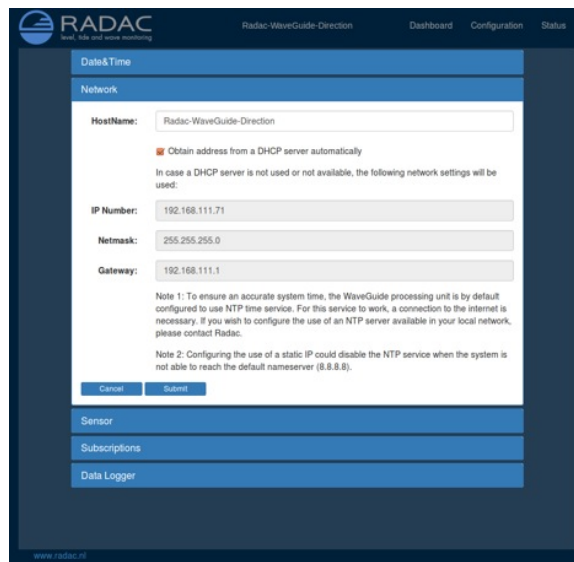 RADAC
level, tide and wave monitoring
Radac-WaveGuide-Direction
Dashboard
Configuration
Status
Date&Time
Network
HostName:
Radac-WaveGuide-Direction
Obtain address from a DHCP server automatically
In case a DHCP server is not used or not available, the following network settings will be
used:
IP Number:
192.168.111.71
Netmask:
255.255.255.0
Gateway:
192.168.111.1
Note 1: To ensure an accurate system time, the WaveGuide processing unit is by default
configured to use NTP time service. For this service to work, a connection to the internet is
necessary. If you wish to configure the use of an NTP server available in your local network,
please contact Radac.
Note 2: Configuring the use of a static IP could disable the NTP service when the system is
not able to reach the default nameserver (8.8.8.8).
Cancel
Submit
Sensor
Subscriptions
Data Logger
www.radac.nl